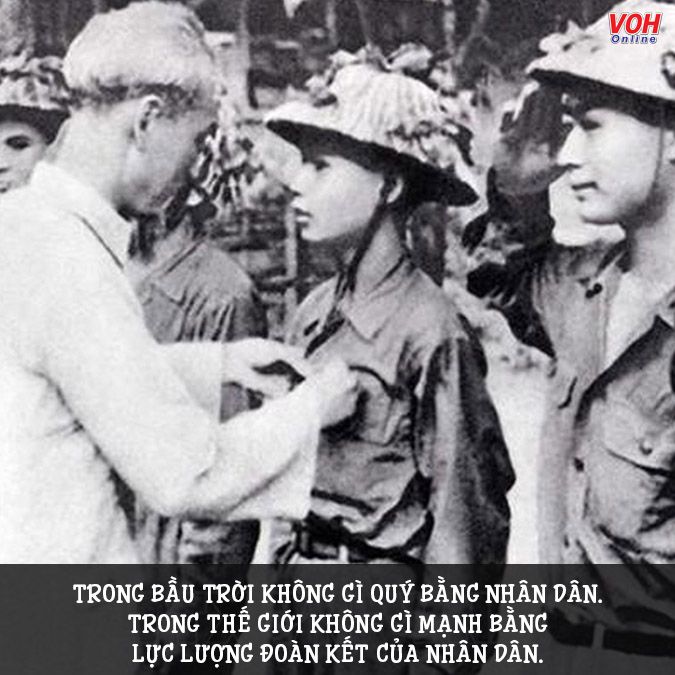 VOH
Online
TRONG BẦU TRỜI KHÔNG GÌ QUÝ BẰNG NHÂN DÂN.
TRONG THẾ GIỚI KHÔNG GÌ MẠNH BẰNG
LỰC LƯỢNG ĐOÀN KẾT CỦA NHÂN DÂN.